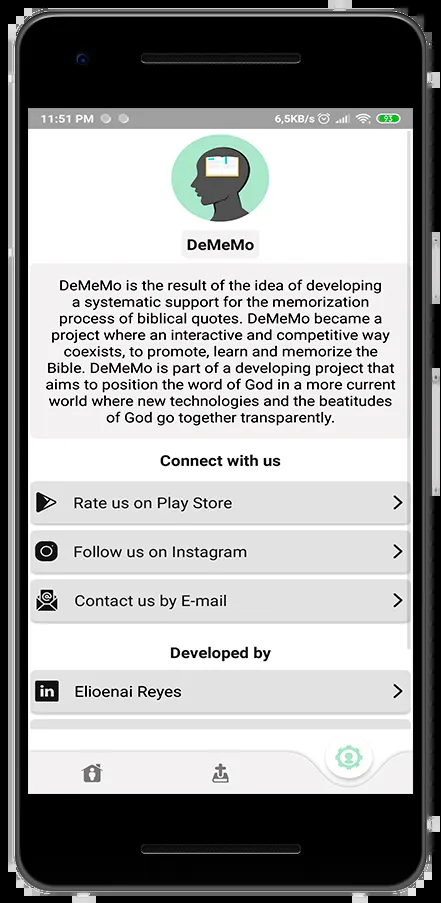 11:51 PM 6,5KB/s 93
DeMeMo
DeMeMo is the result of the idea of developing
a systematic support for the memorization
process of biblical quotes. DeMeMo became a
project where an interactive and competitive way
coexists, to promote, learn and memorize the
Bible. DeMeMo is part of a developing project that
aims to position the word of God in a more current
world where new technologies and the beatitudes
of God go together transparently.
Connect with us
Rate us on Play Store
Follow us on Instagram
Contact us by E-mail
Developed by
in Elioenai Reyes